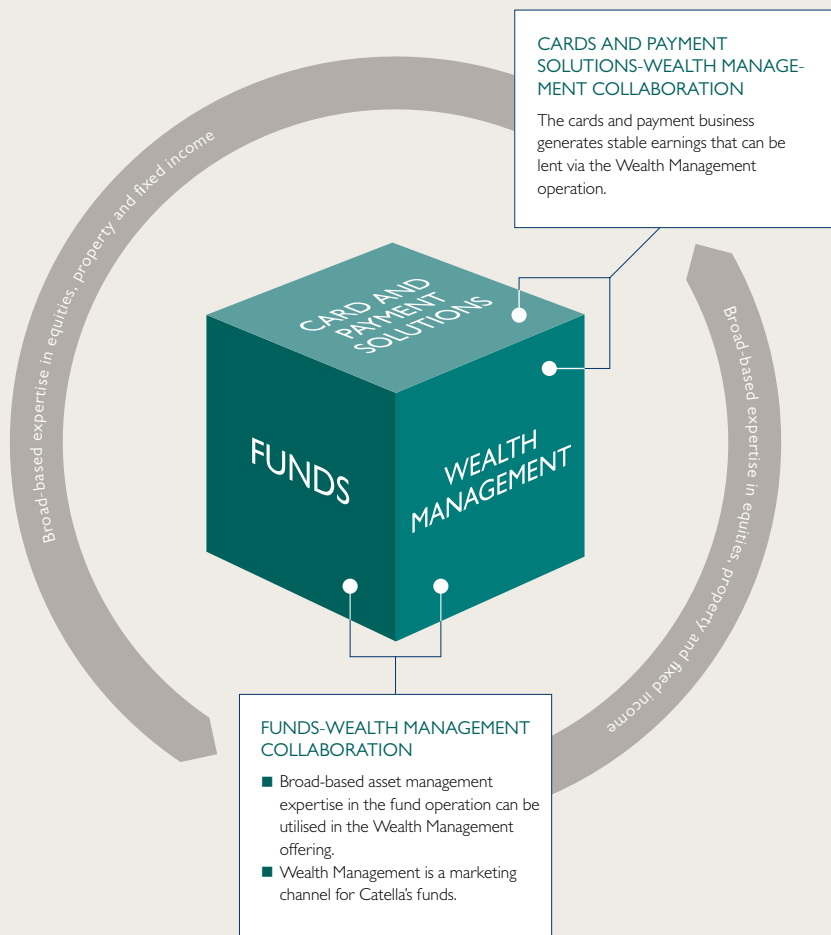 CARDS AND PAYMENT
SOLUTIONS-WEALTH MANAGE-
MENT COLLABORATION
The cards and payment business
generates stable earnings that can be
lent via the Wealth Management
operation.
Broad-based expertise in equities, property and fixed income
CARD AND
PAYMENT
SOLUTIONS
FUNDS
WEALTH
MANAGEMENT
Broad-based expertise in equities, property and fixed income
FUNDS-WEALTH MANAGEMENT
COLLABORATION
■ Broad-based asset management
expertise in the fund operation can be
utilised in the Wealth Management
offering.
■ Wealth Management is a marketing
channel for Catella's funds.